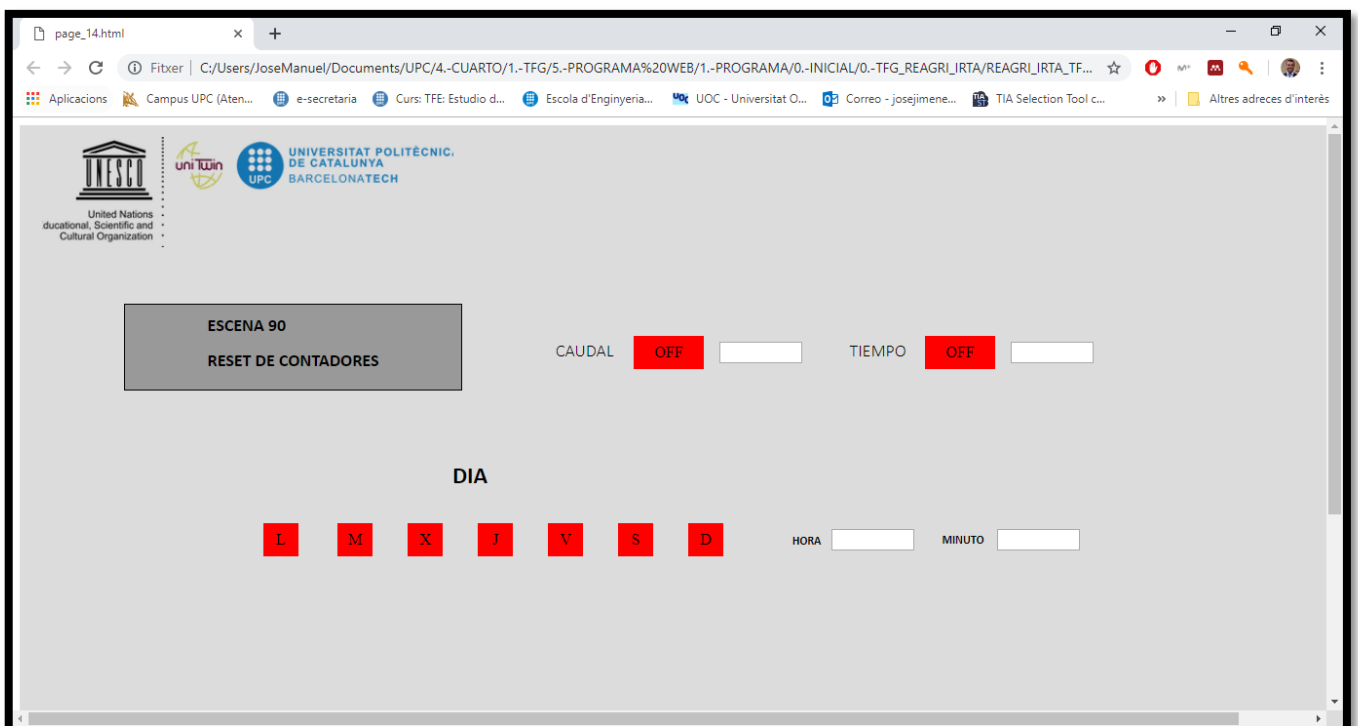 page_14.html
Fitxer | C:/Users/JoseManuel/Documents/UPC/4.-CUARTO/1.-TFG/5.-PROGRAMA%20WEB/1.-PROGRAMA/0.-INICIAL/0.-TFG_REAGRI_IRTA/REAGRI_IRTA_TF...
Aplicacions Campus UPC (Aten... e-secretaria Curs: TFE: Estudio d... Escola d'Enginyeria... UOC - Universitat O... Correo - josejimene... TIA Selection Tool c... » Altres adreces d'interès
UNESCO
United Nations
ducational, Scientific and
Cultural Organization
uniTwin
UPC
UNIVERSITAT POLITÈCNIC.
DE CATALUNYA
BARCELONATECH
ESCENA 90
RESET DE CONTADORES
CAUDAL OFF TIEMPO OFF
DIA
L M X J V S D HORA MINUTO